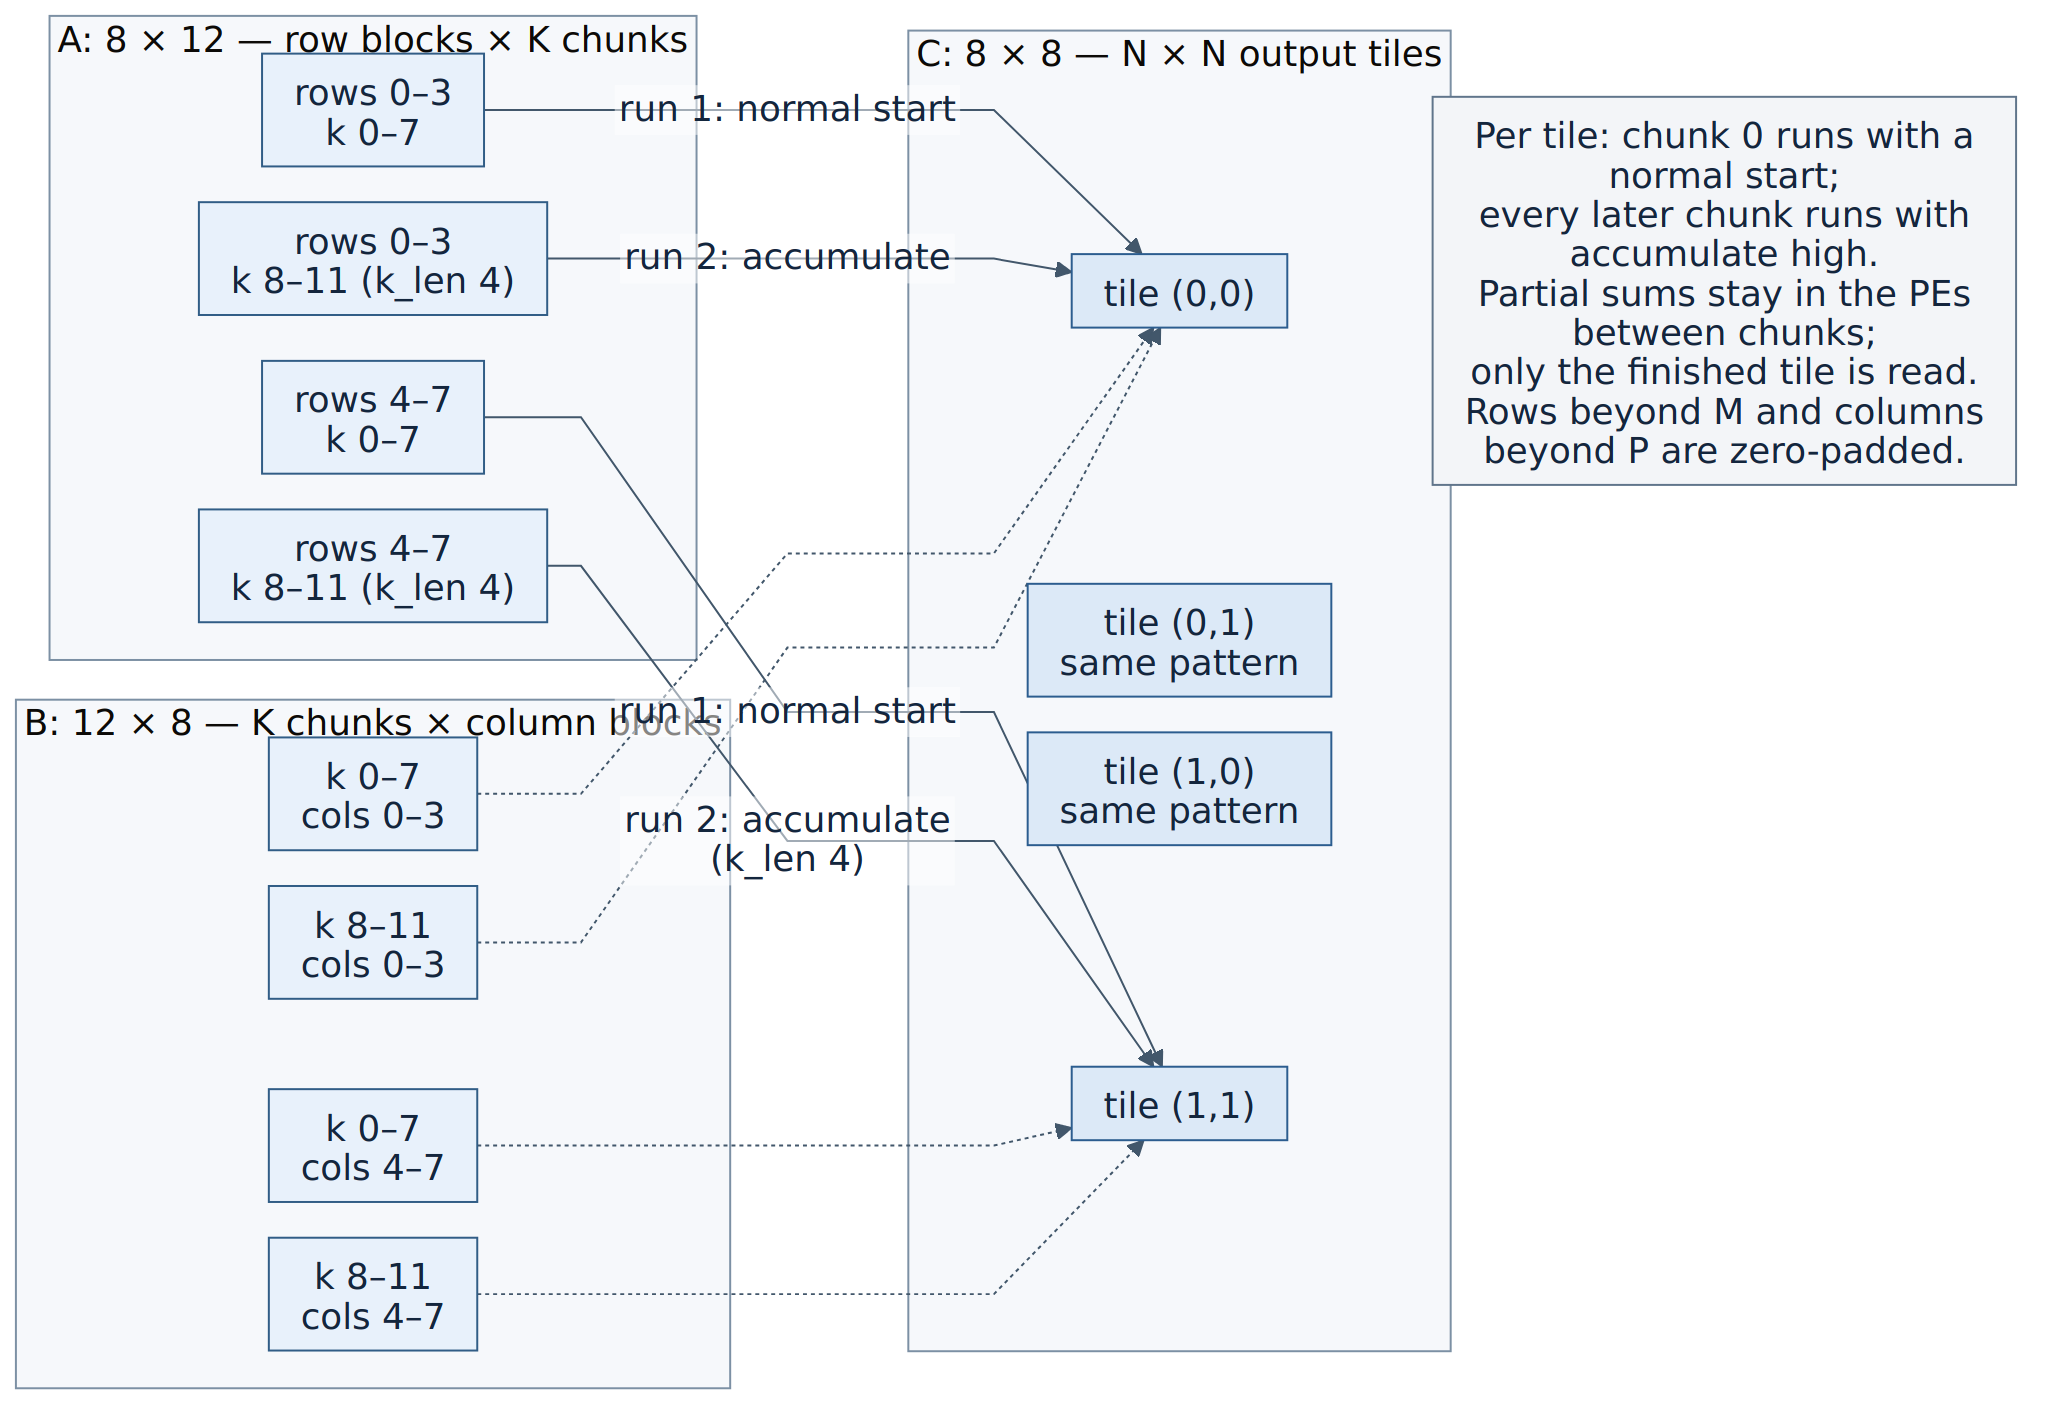 A: 8 × 12 — row blocks × K chunks
rows 0–3
k 0–7
rows 0–3
k 8–11 (k_len 4)
rows 4–7
k 0–7
rows 4–7
k 8–11 (k_len 4)
B: 12 × 8 — K chunks × column blocks
k 0–7
cols 0–3
k 8–11
cols 0–3
k 0–7
cols 4–7
k 8–11
cols 4–7
run 1: normal start
run 2: accumulate
run 1: normal start
run 2: accumulate
(k_len 4)
C: 8 × 8 — N × N output tiles
tile (0,0)
tile (0,1)
same pattern
tile (1,0)
same pattern
tile (1,1)
Per tile: chunk 0 runs with a
normal start;
every later chunk runs with
accumulate high.
Partial sums stay in the PEs
between chunks;
only the finished tile is read.
Rows beyond M and columns
beyond P are zero-padded.